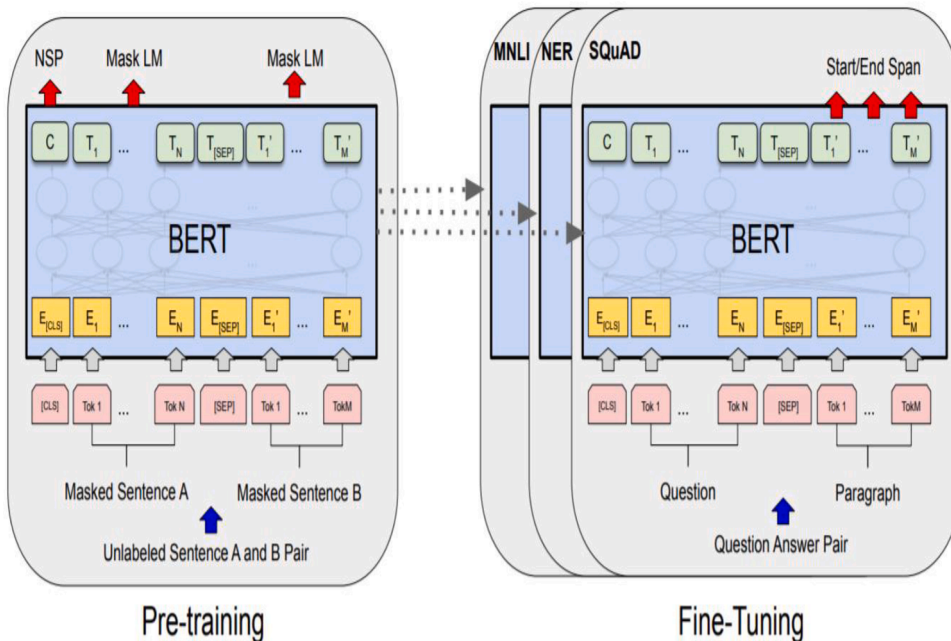 NSP Mask LM Mask LM
C T1 ... TN T[SEP] T1' ... TM'
BERT
E[CLS] E1 ... EN E[SEP] E1' ... EM'
[CLS] Tok 1 ... Tok N [SEP] Tok 1 ... TokM
Masked Sentence A Masked Sentence B
Unlabeled Sentence A and B Pair
Pre-training
MNLI NER SQuAD
Start/End Span
C T1 ... TN T[SEP] T1' ... TM'
BERT
E[CLS] E1 ... EN E[SEP] E1' ... EM'
[CLS] Tok 1 ... Tok N [SEP] Tok 1 ... TokM
Question Paragraph
Question Answer Pair
Fine-Tuning